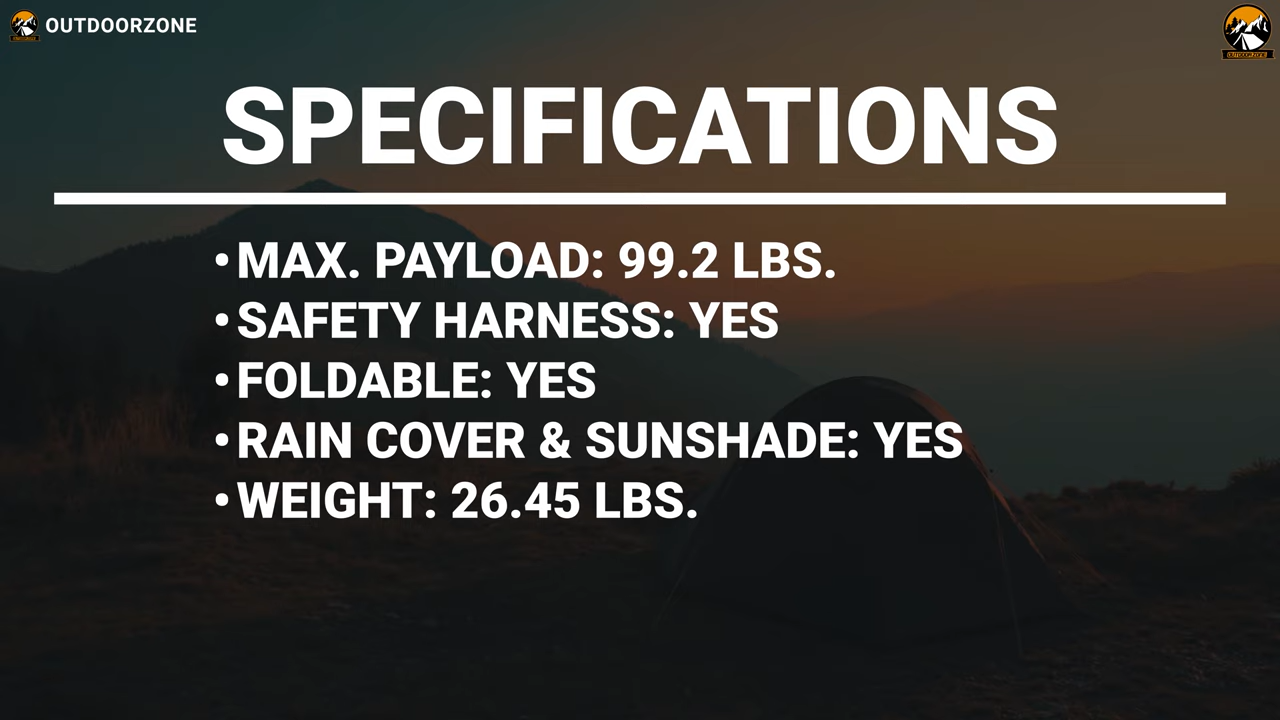 OUTDOORZONE
SPECIFICATIONS
• MAX. PAYLOAD: 99.2 LBS.
• SAFETY HARNESS: YES
• FOLDABLE: YES
• RAIN COVER & SUNSHADE: YES
• WEIGHT: 26.45 LBS.
OUTDOORZONE